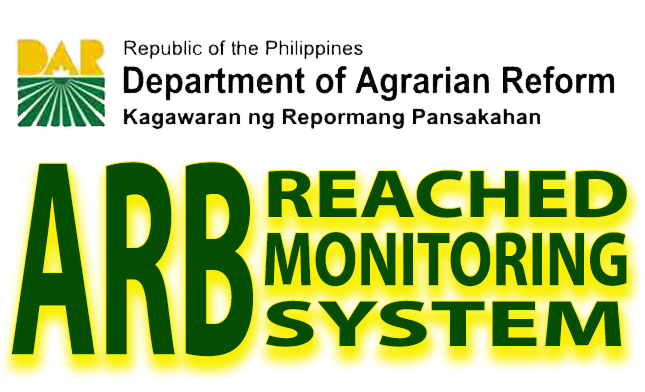 DAR
Republic of the Philippines
Department of Agrarian Reform
Kagawaran ng Repormang Pansakahan
ARB
REACHED
MONITORING
SYSTEM